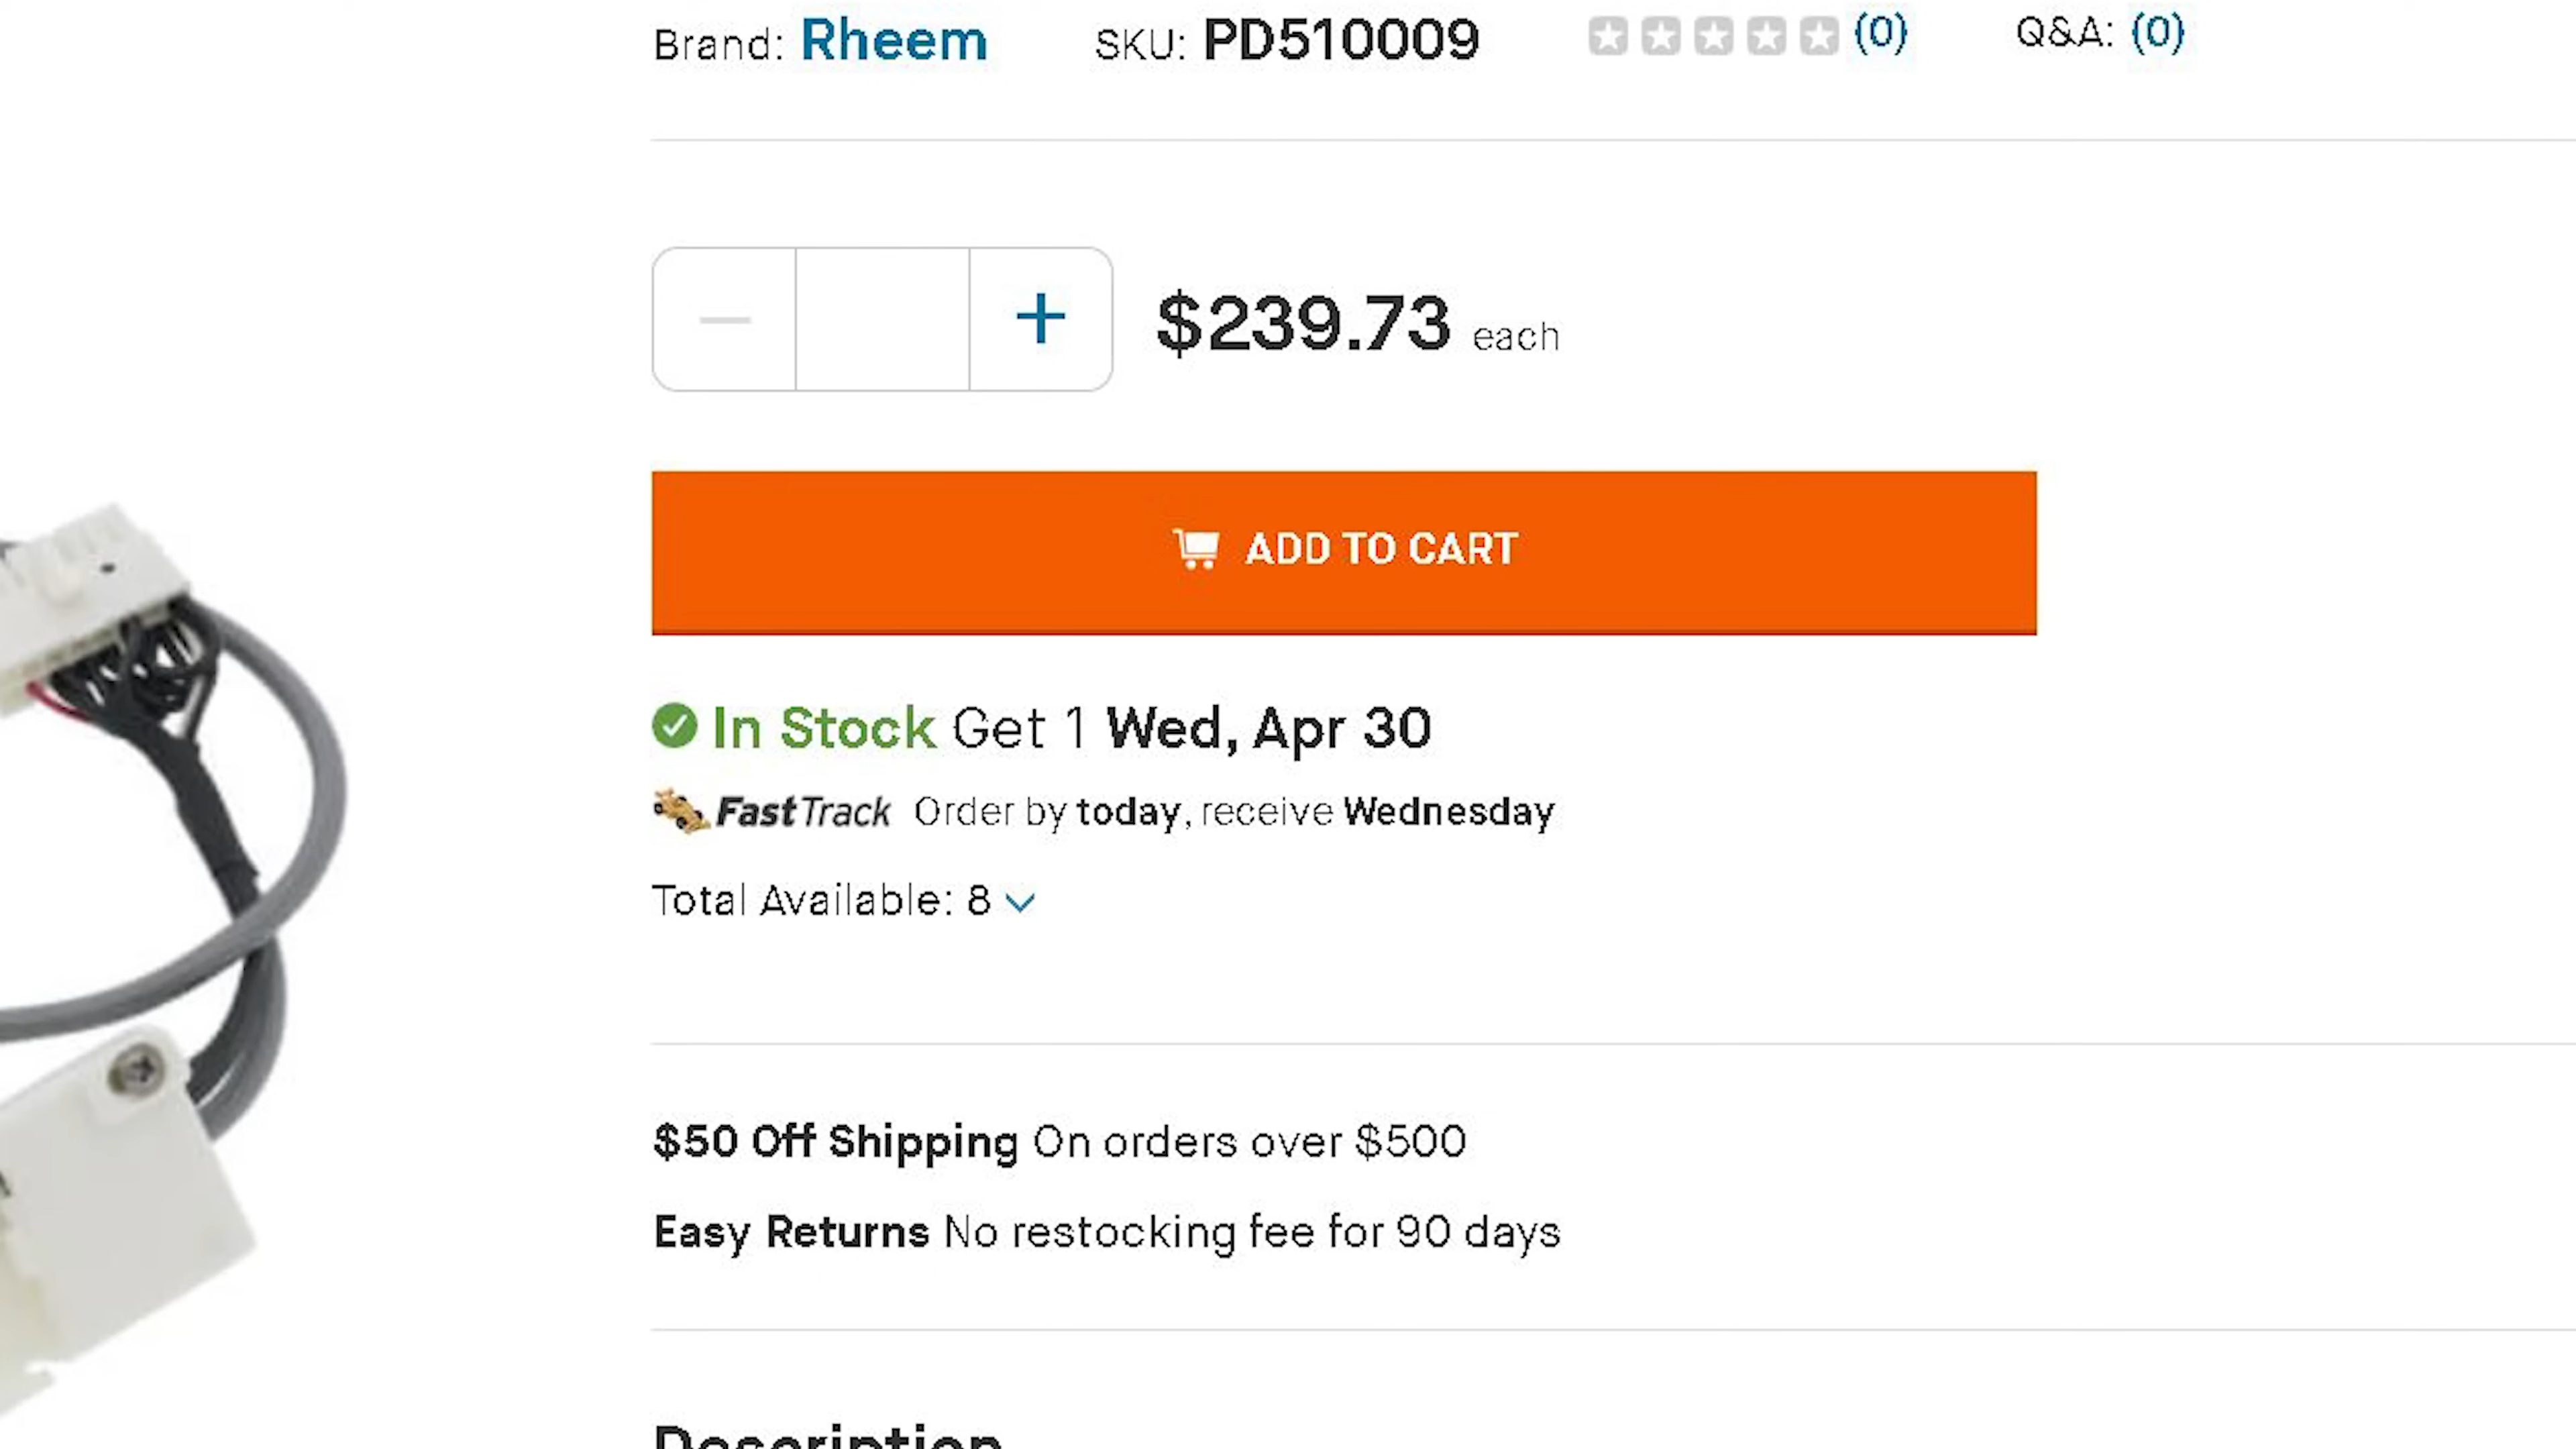 Brand: Rheem SKU: PD510009 (0) Q&A: (0)
$239.73 each
ADD TO CART
In Stock Get 1 Wed, Apr 30
FastTrack Order by today, receive Wednesday
Total Available: 8
$50 Off Shipping On orders over $500
Easy Returns No restocking fee for 90 days
Description